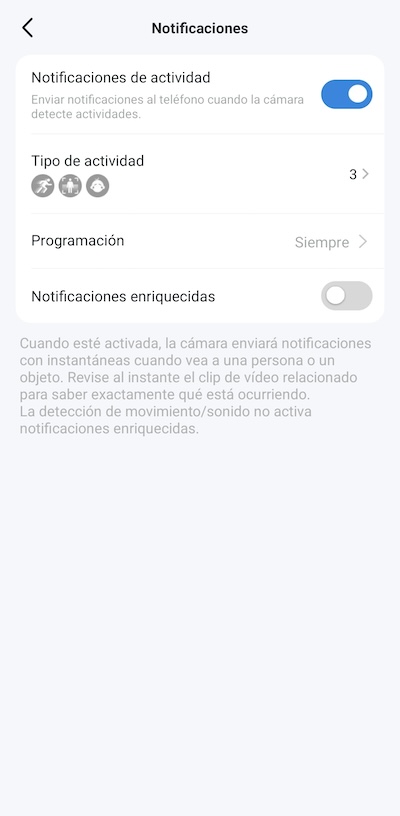 Notificaciones
Notificaciones de actividad
Enviar notificaciones al teléfono cuando la cámara
detecte actividades.
Tipo de actividad
3
Programación
Siempre
Notificaciones enriquecidas
Cuando esté activada, la cámara enviará notificaciones
con instantáneas cuando vea a una persona o un
objeto. Revise al instante el clip de vídeo relacionado
para saber exactamente qué está ocurriendo.
La detección de movimiento/sonido no activa
notificaciones enriquecidas.